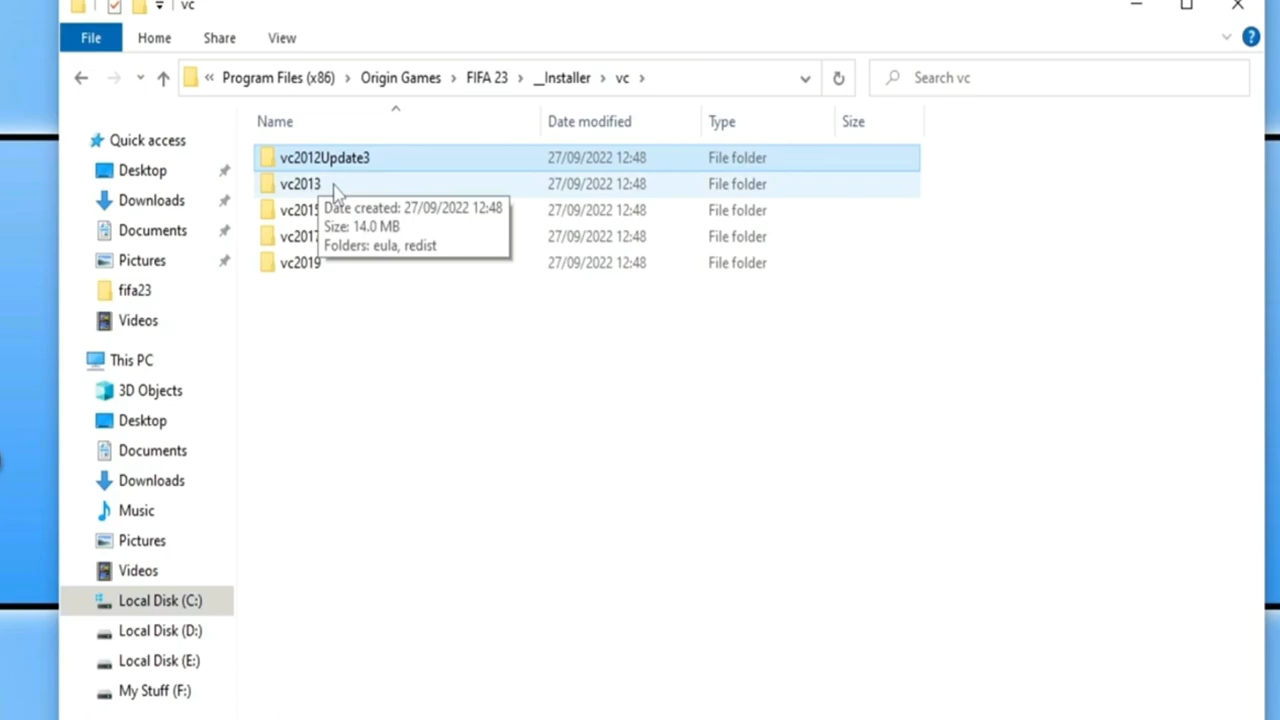 vc
File Home Share View
« Program Files (x86) › Origin Games › FIFA 23 › __Installer › vc ›
Search vc
Name Date modified Type Size
vc2012Update3 27/09/2022 12:48 File folder
vc2013 27/09/2022 12:48 File folder
vc2015 27/09/2022 12:48 File folder
vc2017 27/09/2022 12:48 File folder
vc2019 27/09/2022 12:48 File folder
Date created: 27/09/2022 12:48
Size: 14.0 MB
Folders: eula, redist
Quick access
Desktop
Downloads
Documents
Pictures
fifa23
Videos
This PC
3D Objects
Desktop
Documents
Downloads
Music
Pictures
Videos
Local Disk (C:)
Local Disk (D:)
Local Disk (E:)
My Stuff (F:)